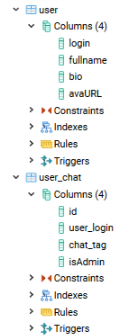 user
Columns (4)
login
fullname
bio
avaURL
Constraints
Indexes
Rules
Triggers
user_chat
Columns (4)
id
user_login
chat_tag
isAdmin
Constraints
Indexes
Rules
Triggers